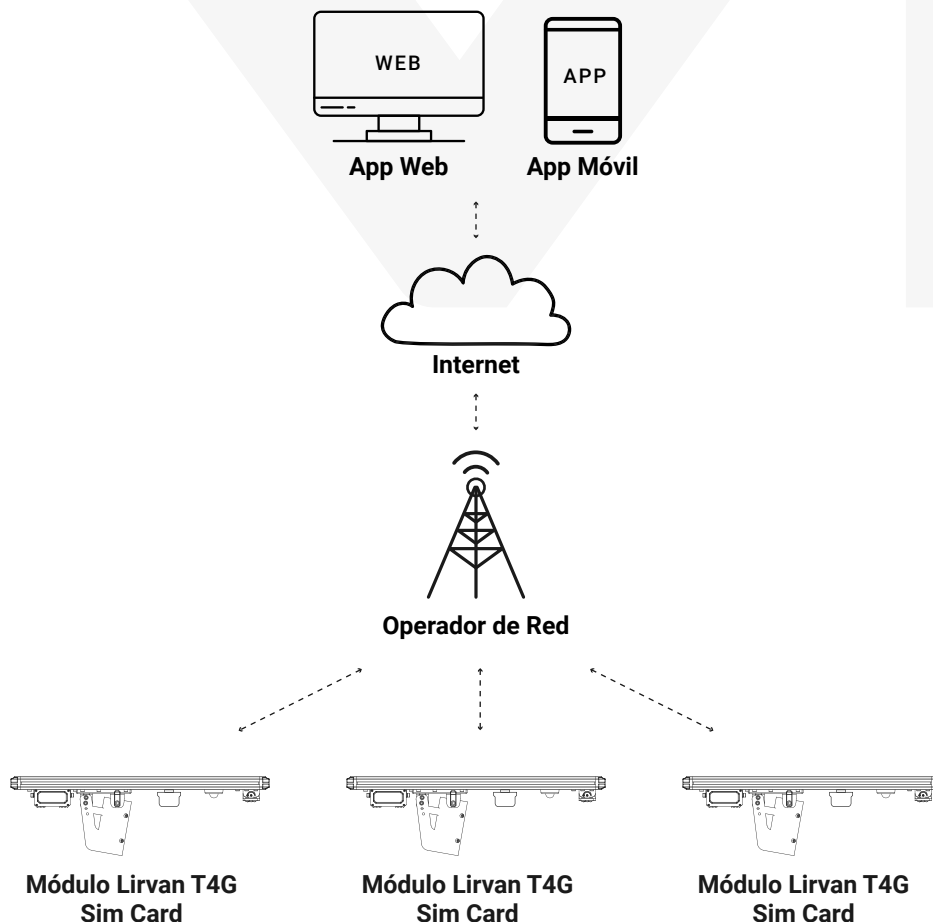 WEB
APP
App Web
App Móvil
Internet
Operador de Red
Módulo Lirvan T4G
Sim Card
Módulo Lirvan T4G
Sim Card
Módulo Lirvan T4G
Sim Card